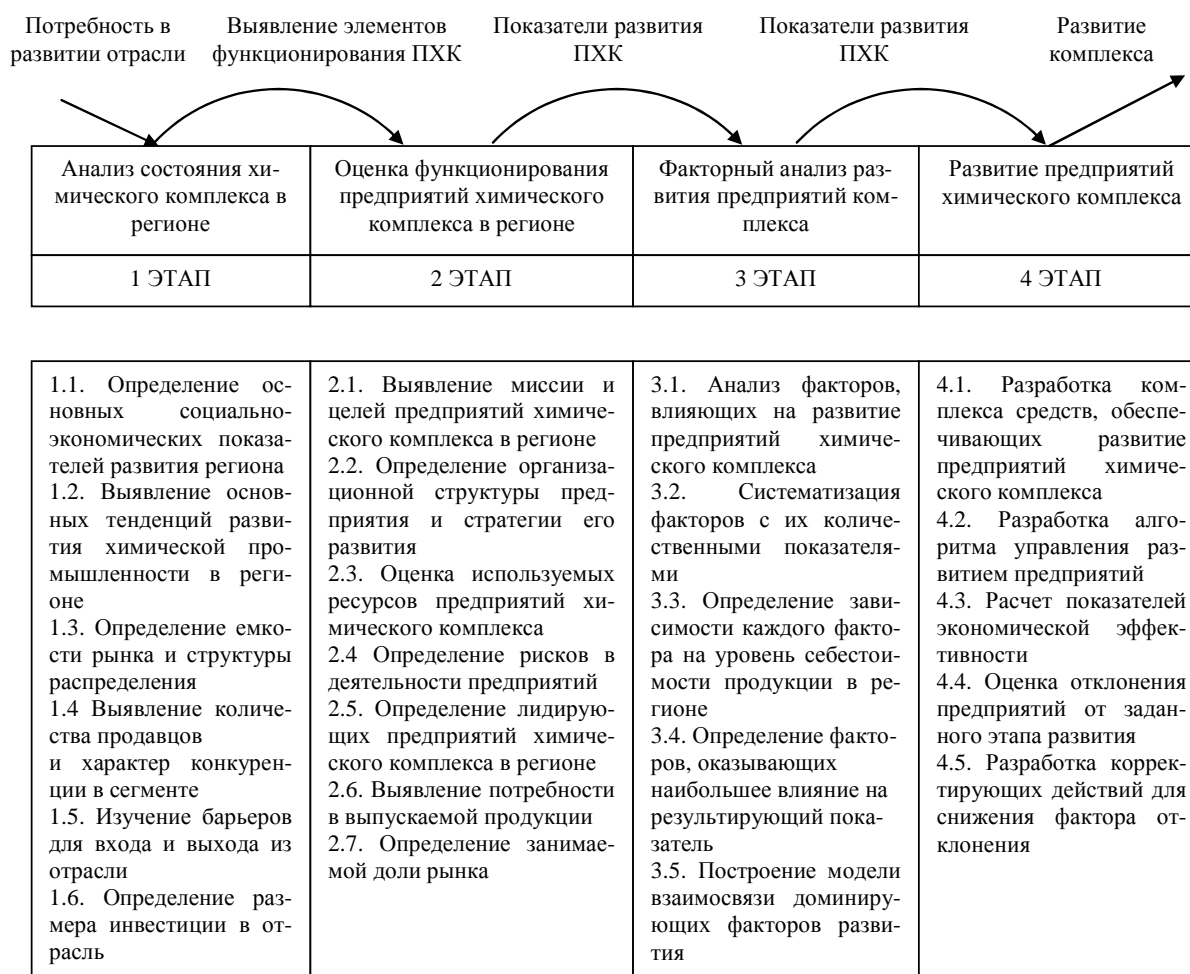 Потребность в
развитии отрасли
Выявление элементов
функционирования ПХК
Показатели развития
ПХК
Показатели развития
ПХК
Развитие
комплекса
Анализ состояния хи-
мического комплекса в
регионе
Оценка функционирования
предприятий химического
комплекса в регионе
Факторный анализ раз-
вития предприятий ком-
плекса
Развитие предприятий
химического комплекса
1 ЭТАП
2 ЭТАП
3 ЭТАП
4 ЭТАП
1.1. Определение ос-
новных социально-
экономических показа-
телей развития региона
1.2. Выявление основ-
ных тенденций разви-
тия химической про-
мышленности в реги-
оне
1.3. Определение емко-
сти рынка и структуры
распределения
1.4 Выявление количе-
ства продавцов
и характер конкурен-
ции в сегменте
1.5. Изучение барьеров
для входа и выхода из
отрасли
1.6. Определение раз-
мера инвестиции в от-
расль
2.1. Выявление миссии и
целей предприятий химиче-
ского комплекса в регионе
2.2. Определение организа-
ционной структуры пред-
приятия и стратегии его
развития
2.3. Оценка используемых
ресурсов предприятий хи-
мического комплекса
2.4 Определение рисков в
деятельности предприятий
2.5. Определение лидирую-
щих предприятий химиче-
ского комплекса в регионе
2.6. Выявление потребности
в выпускаемой продукции
2.7. Определение занимае-
мой доли рынка
3.1. Анализ факторов,
влияющих на развитие
предприятий химиче-
ского комплекса
3.2. Систематизация
факторов с их количе-
ственными показателя-
ми
3.3. Определение зави-
симости каждого факто-
ра на уровень себестои-
мости продукции в ре-
гионе
3.4. Определение факто-
ров, оказывающих
наибольшее влияние на
результирующий пока-
затель
3.5. Построение модели
взаимосвязи доминиру-
ющих факторов разви-
тия
4.1. Разработка ком-
плекса средств, обеспе-
чивающих развитие
предприятий химиче-
ского комплекса
4.2. Разработка алго-
ритма управления раз-
витием предприятий
4.3. Расчет показателей
экономической эффек-
тивности
4.4. Оценка отклонения
предприятий от задан-
ного этапа развития
4.5. Разработка коррек-
тирующих действий для
снижения фактора от-
клонения